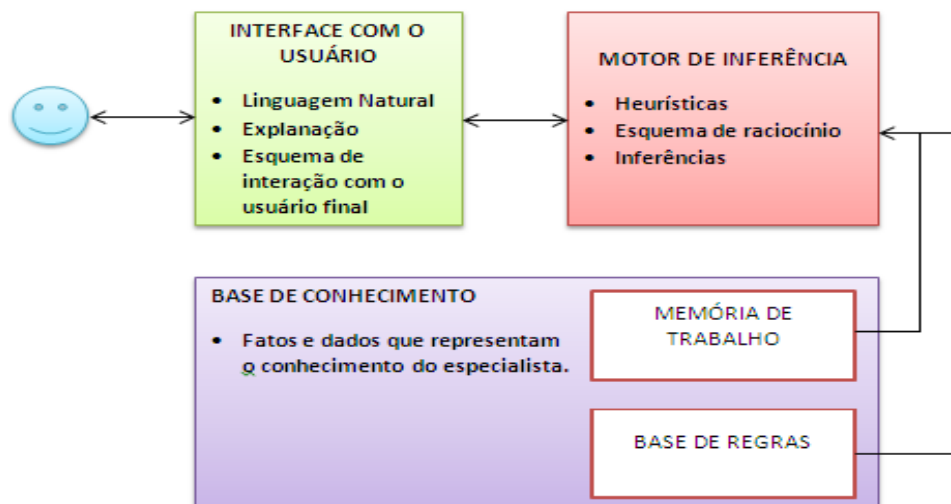 INTERFACE COM O
USUÁRIO
• Linguagem Natural
• Explanação
• Esquema de
interação com o
usuário final
MOTOR DE INFERÊNCIA
• Heurísticas
• Esquema de raciocínio
• Inferências
BASE DE CONHECIMENTO
• Fatos e dados que representam
o conhecimento do especialista.
MEMÓRIA DE
TRABALHO
BASE DE REGRAS